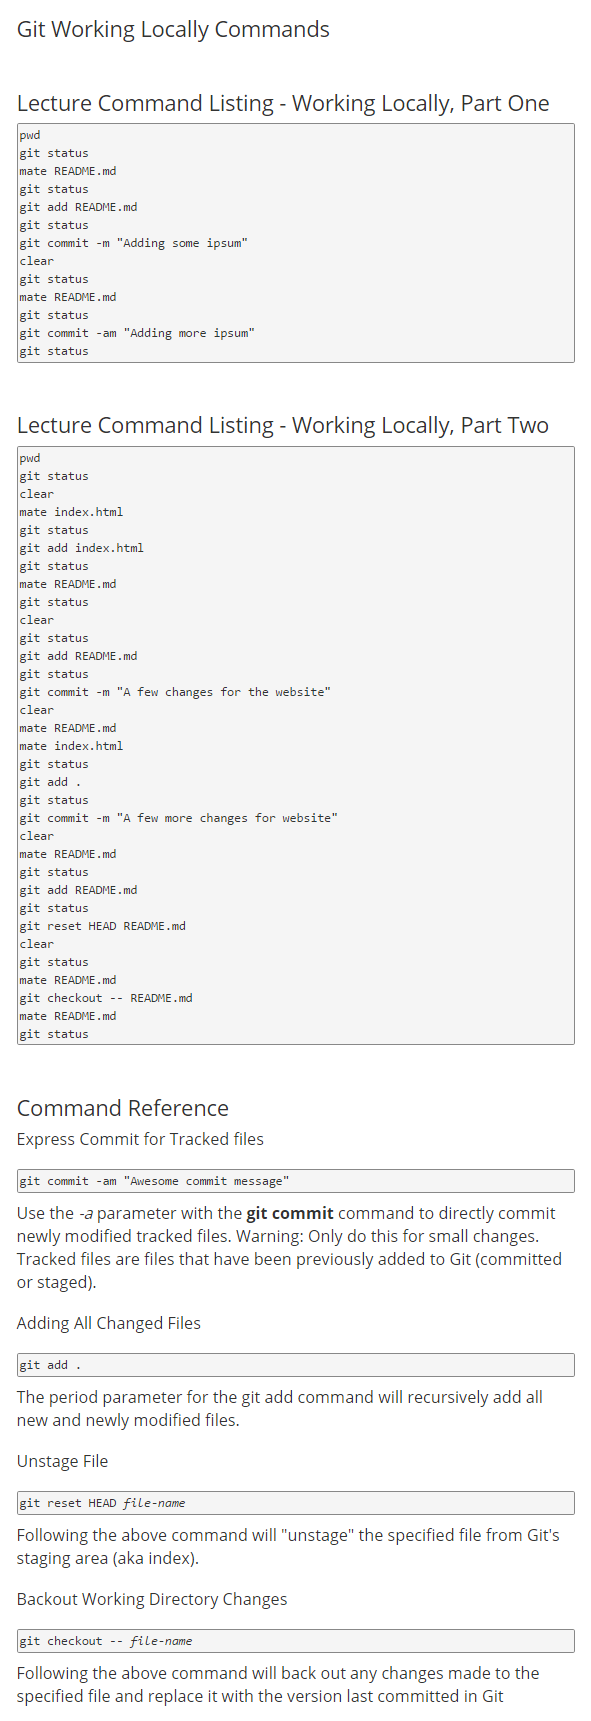 Git Working Locally Commands
Lecture Command Listing - Working Locally, Part One
pwd
git status
mate README.md
git status
git add README.md
git status
git commit -m "Adding some ipsum"
clear
git status
mate README.md
git status
git commit -am "Adding more ipsum"
git status
Lecture Command Listing - Working Locally, Part Two
pwd
git status
clear
mate index.html
git status
git add index.html
git status
mate README.md
git status
clear
git status
git add README.md
git status
git commit -m "A few changes for the website"
clear
mate README.md
mate index.html
git status
git add .
git status
git commit -m "A few more changes for website"
clear
mate README.md
git status
git add README.md
git status
git reset HEAD README.md
clear
git status
mate README.md
git checkout -- README.md
mate README.md
git status
Command Reference
Express Commit for Tracked files
git commit -am "Awesome commit message"
Use the -a parameter with the git commit command to directly commit
newly modified tracked files. Warning: Only do this for small changes.
Tracked files are files that have been previously added to Git (committed
or staged).
Adding All Changed Files
git add .
The period parameter for the git add command will recursively add all
new and newly modified files.
Unstage File
git reset HEAD file-name
Following the above command will "unstage" the specified file from Git's
staging area (aka index).
Backout Working Directory Changes
git checkout -- file-name
Following the above command will back out any changes made to the
specified file and replace it with the version last committed in Git